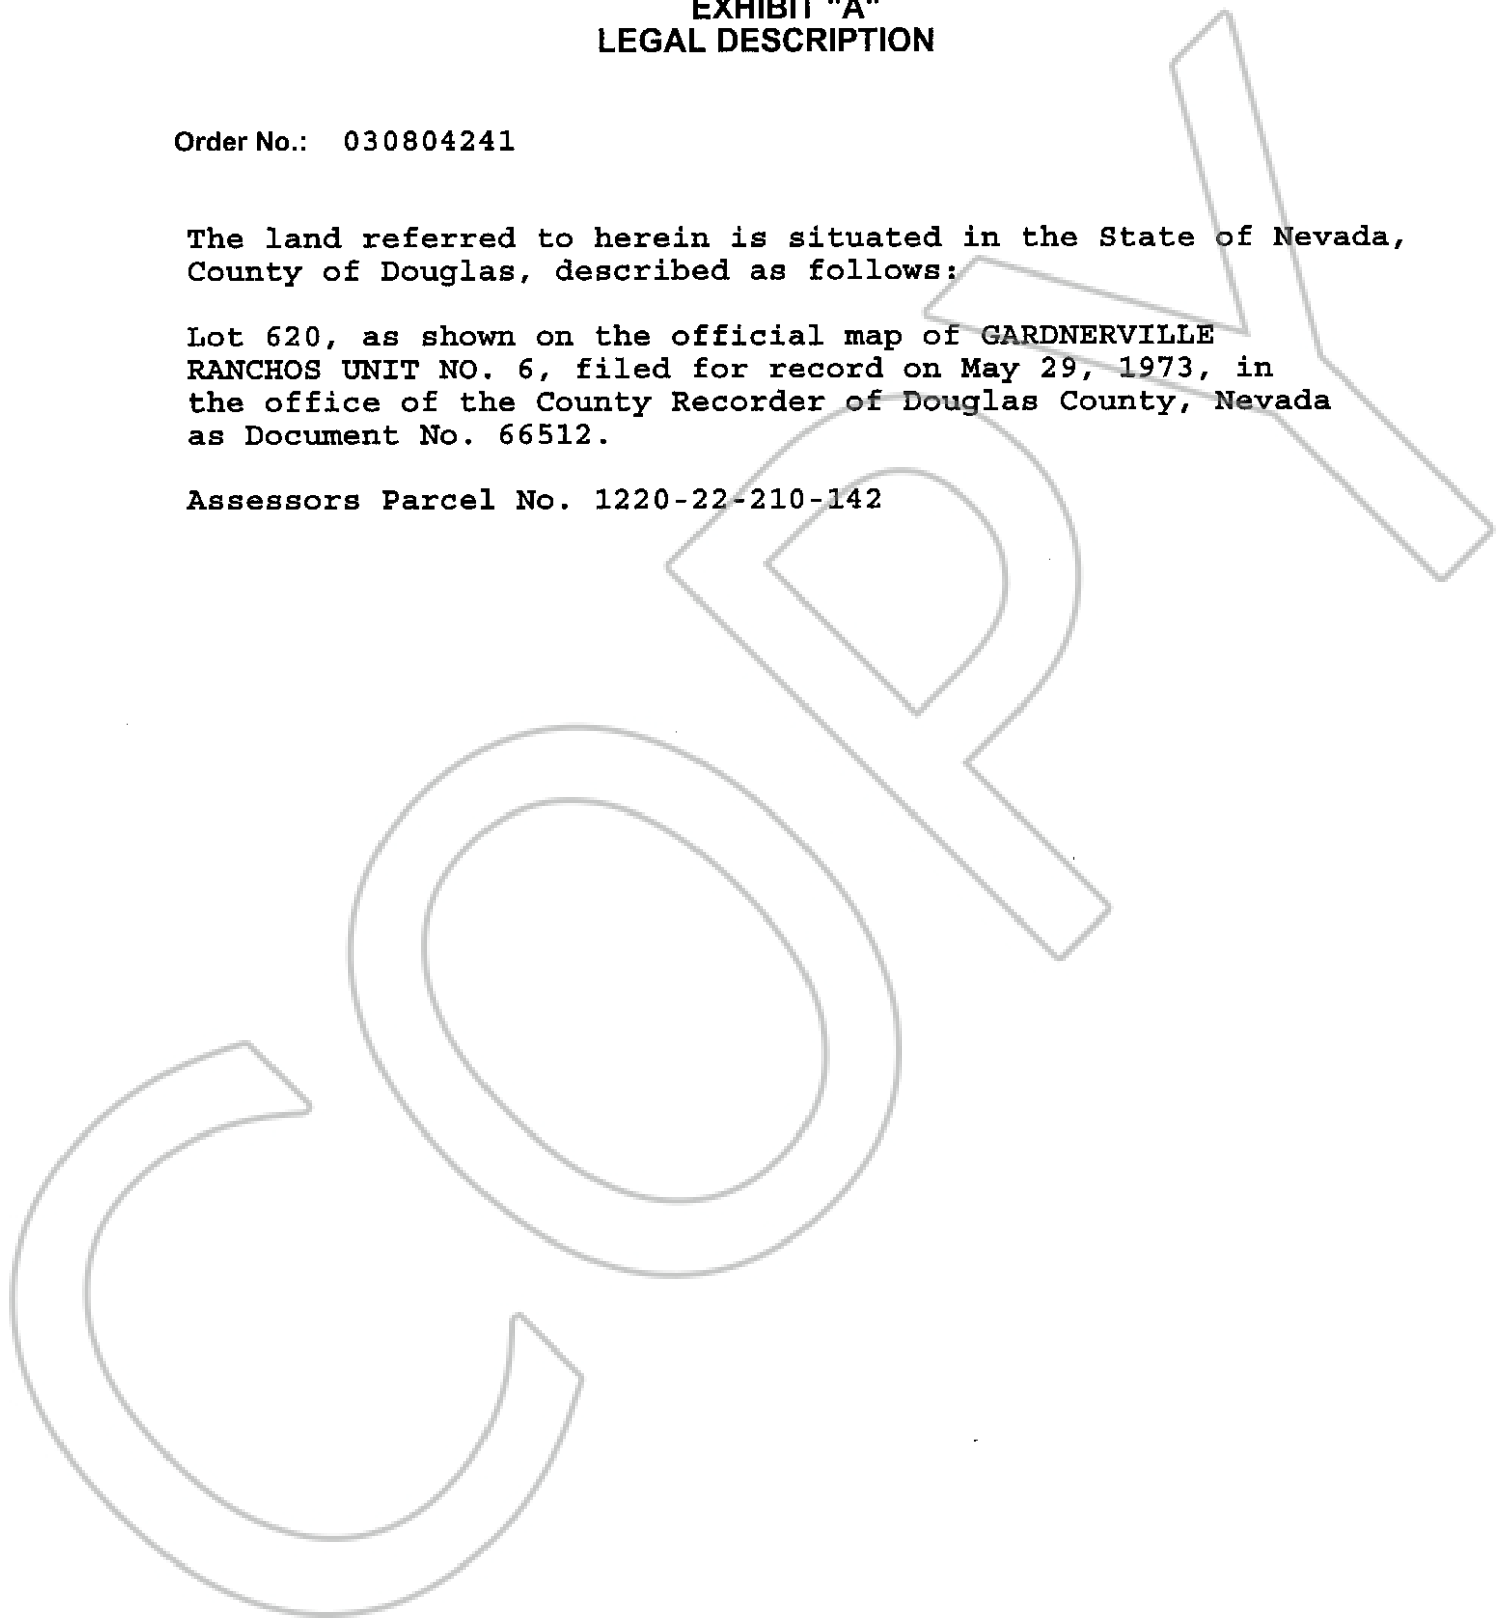 EXHIBIT "A"
LEGAL DESCRIPTION
Order No.: 030804241
The land referred to herein is situated in the State of Nevada,
County of Douglas, described as follows:
Lot 620, as shown on the official map of GARDNERVILLE
RANCHOS UNIT NO. 6, filed for record on May 29, 1973, in
the office of the County Recorder of Douglas County, Nevada
as Document No. 66512.
Assessors Parcel No. 1220-22-210-142
COPY